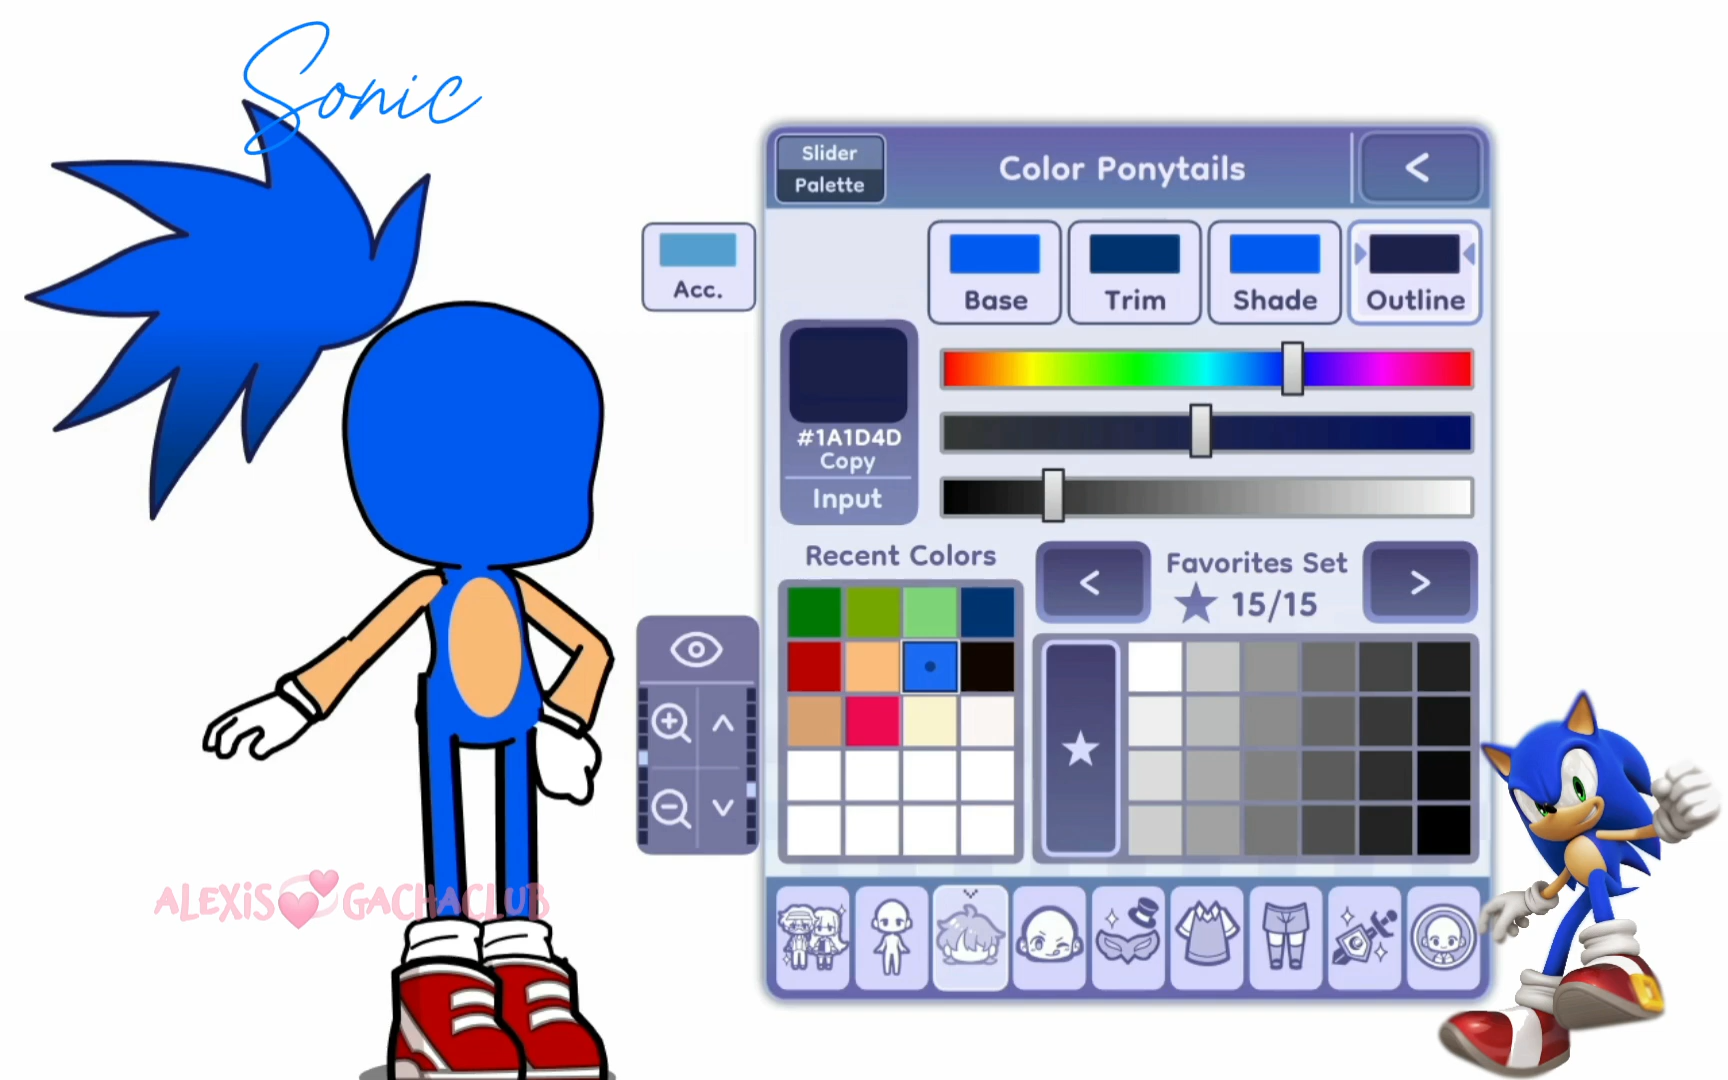 Sonic
Slider
Palette
Color Ponytails
<
Acc.
Base
Trim
Shade
Outline
#1A1D4D
Copy
Input
Recent Colors
<
Favorites Set
15/15
>
ALEXiS GACHACLUB